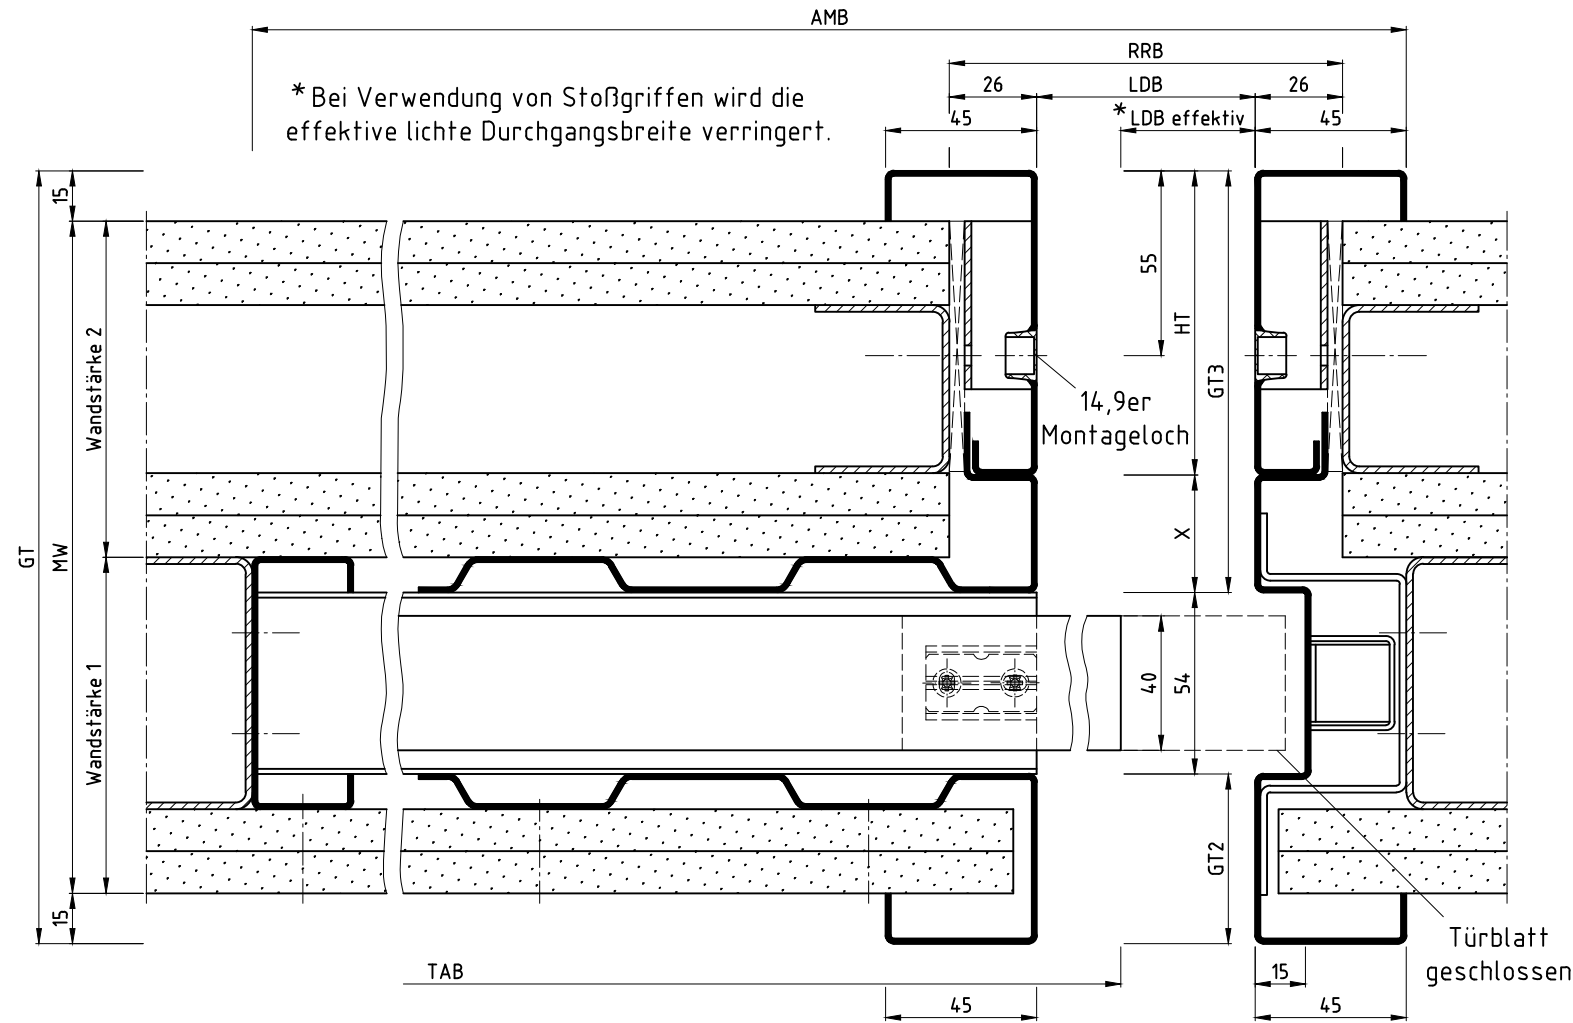 AMB
RRB
26
LDB
26
*Bei Verwendung von Stoßgriffen wird die
effektive lichte Durchgangsbreite verringert.
45
*LDB effektiv
45
15
55
HT
GT3
Wandstärke 2
14,9er
Montageloch
GT
MW
X
Wandstärke 1
40
54
GT2
15
Türblatt
geschlossen
TAB
15
45
45